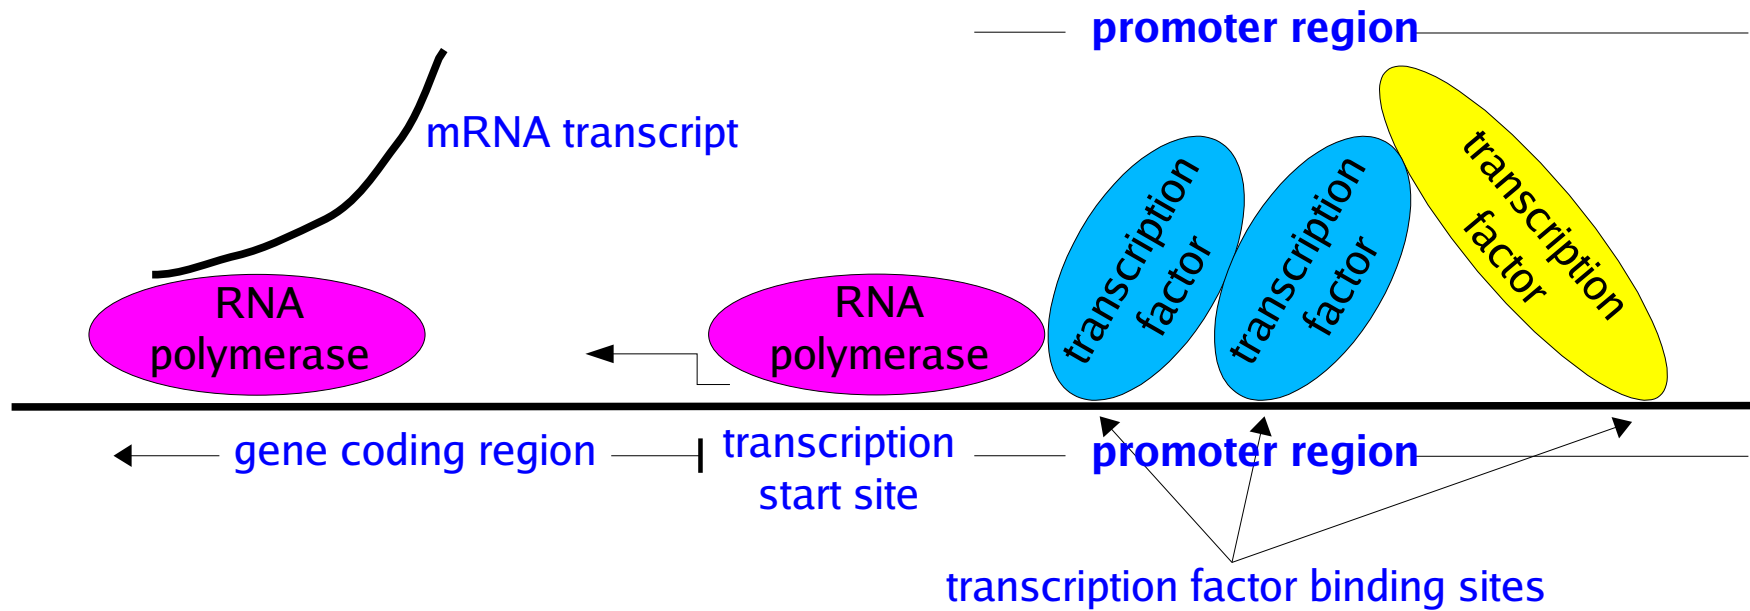 promoter region
mRNA transcript
transcription
factor
transcription
factor
transcription
factor
RNA
polymerase
RNA
polymerase
gene coding region
transcription
start site
promoter region
transcription factor binding sites